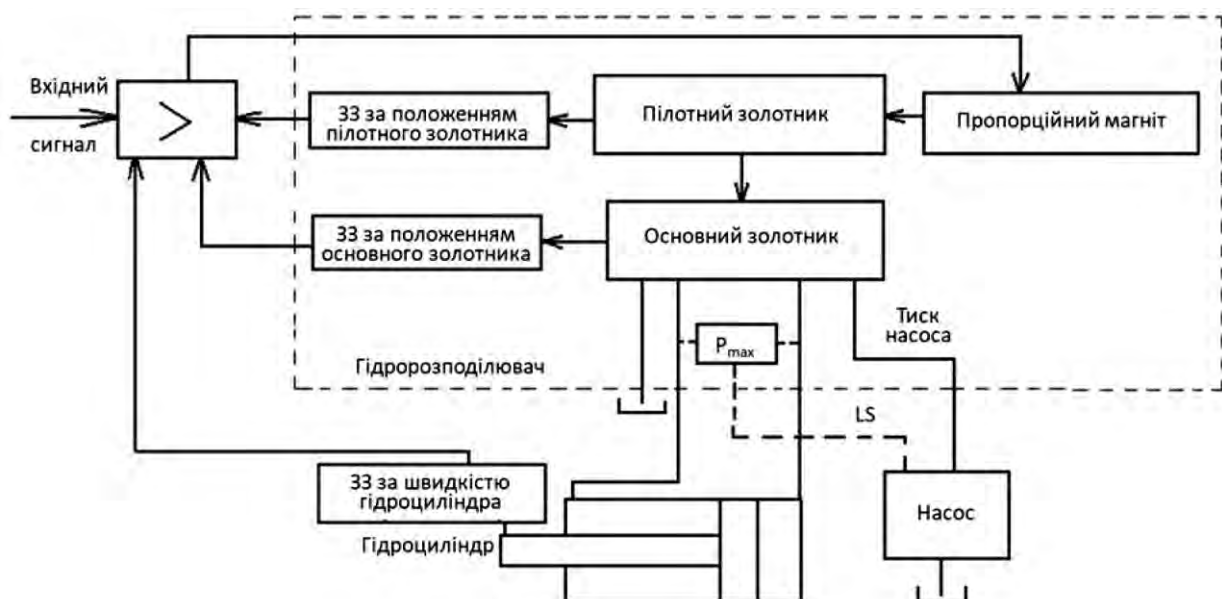 Вхідний
сигнал
>
ЗЗ за положенням
пілотного золотника
Пілотний золотник
Пропорційний магніт
ЗЗ за положенням
основного золотника
Основний золотник
Тиск
насоса
Pmax
Гідророзподілювач
LS
ЗЗ за швидкістю
гідроциліндра
Гідроциліндр
Насос